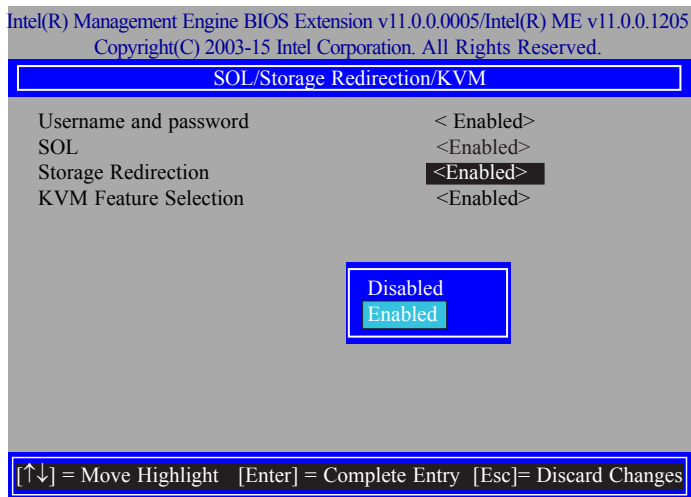 Intel(R) Management Engine BIOS Extension v11.0.0.0005/Intel(R) ME v11.0.0.1205
Copyright(C) 2003-15 Intel Corporation. All Rights Reserved.
SOL/Storage Redirection/KVM
Username and password < Enabled>
SOL <Enabled>
Storage Redirection <Enabled>
KVM Feature Selection <Enabled>
Disabled
Enabled
[↑↓] = Move Highlight [Enter] = Complete Entry [Esc]= Discard Changes